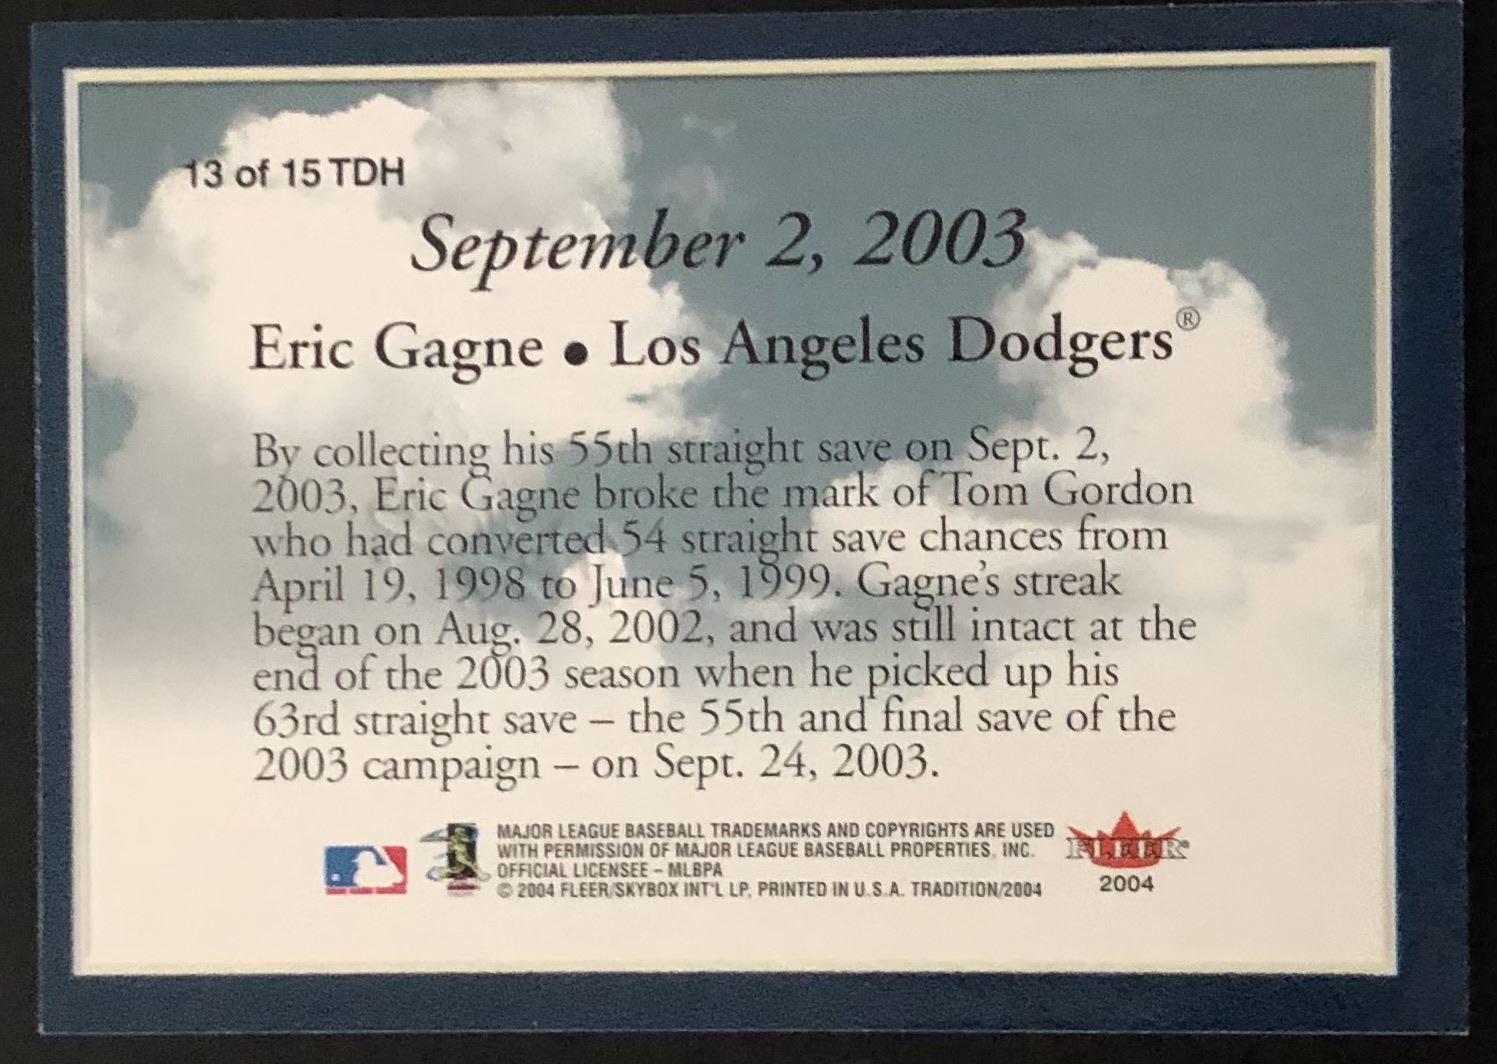 13 of 15 TDH
September 2, 2003
Eric Gagne • Los Angeles Dodgers®
By collecting his 55th straight save on Sept. 2,
2003, Eric Gagne broke the mark of Tom Gordon
who had converted 54 straight save chances from
April 19, 1998 to June 5, 1999. Gagne's streak
began on Aug. 28, 2002, and was still intact at the
end of the 2003 season when he picked up his
63rd straight save – the 55th and final save of the
2003 campaign – on Sept. 24, 2003.
MAJOR LEAGUE BASEBALL TRADEMARKS AND COPYRIGHTS ARE USED
WITH PERMISSION OF MAJOR LEAGUE BASEBALL PROPERTIES, INC.
OFFICIAL LICENSEE – MLBPA
© 2004 FLEER/SKYBOX INT'L LP, PRINTED IN U.S.A. TRADITION/2004
FLEER
2004